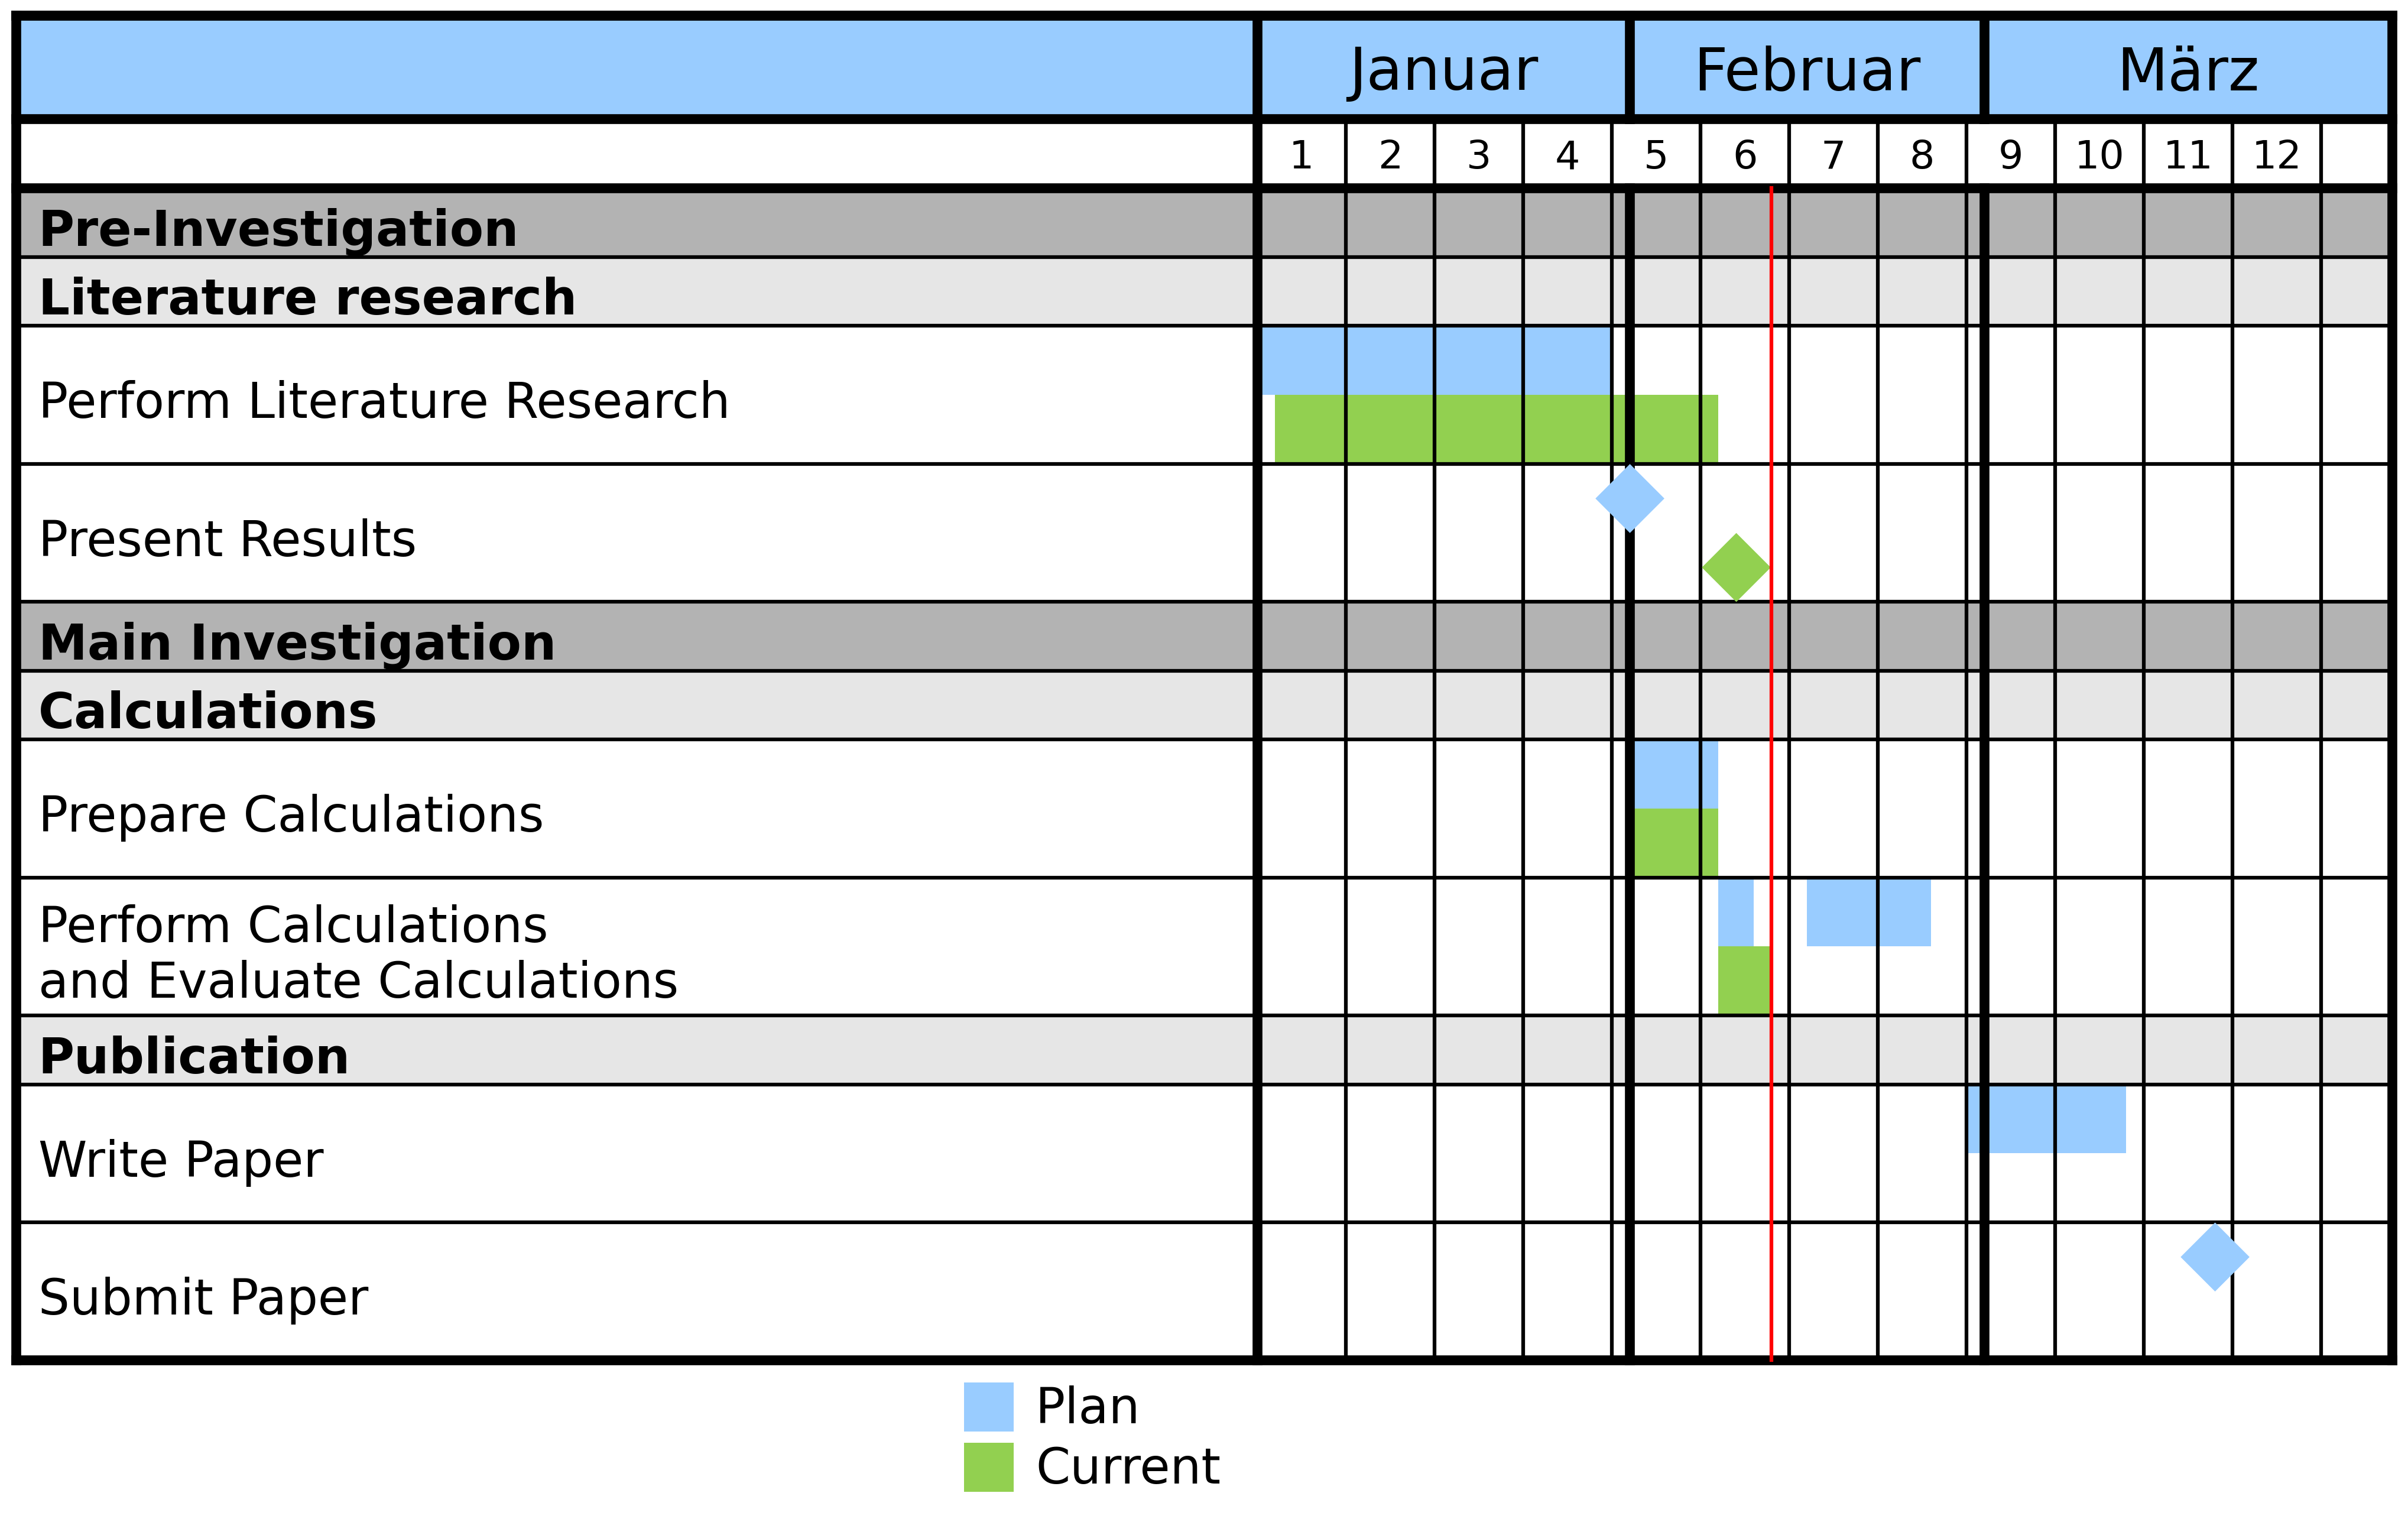 Januar Februar März
1 2 3 4 5 6 7 8 9 10 11 12
Pre-Investigation
Literature research
Perform Literature Research
Present Results
Main Investigation
Calculations
Prepare Calculations
Perform Calculations
and Evaluate Calculations
Publication
Write Paper
Submit Paper
Plan
Current